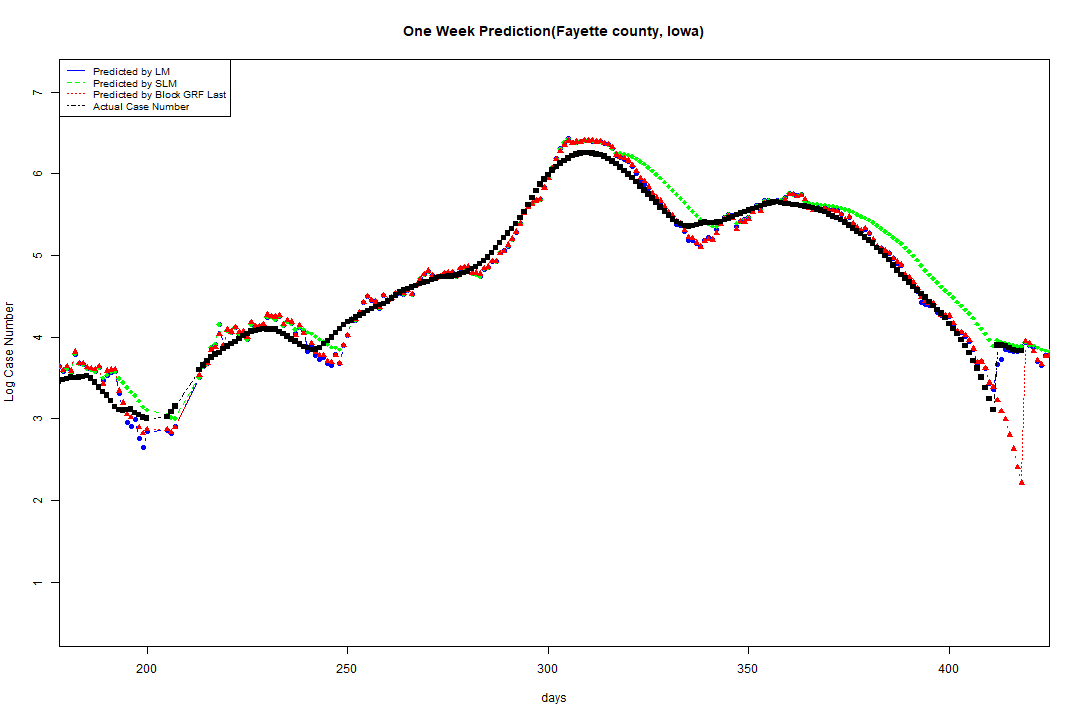 One Week Prediction(Fayette county, Iowa)
Predicted by LM
Predicted by SLM
Predicted by Block GRF Last
Actual Case Number
Log Case Number
7
6
5
4
3
2
1
200 250 300 350 400
days